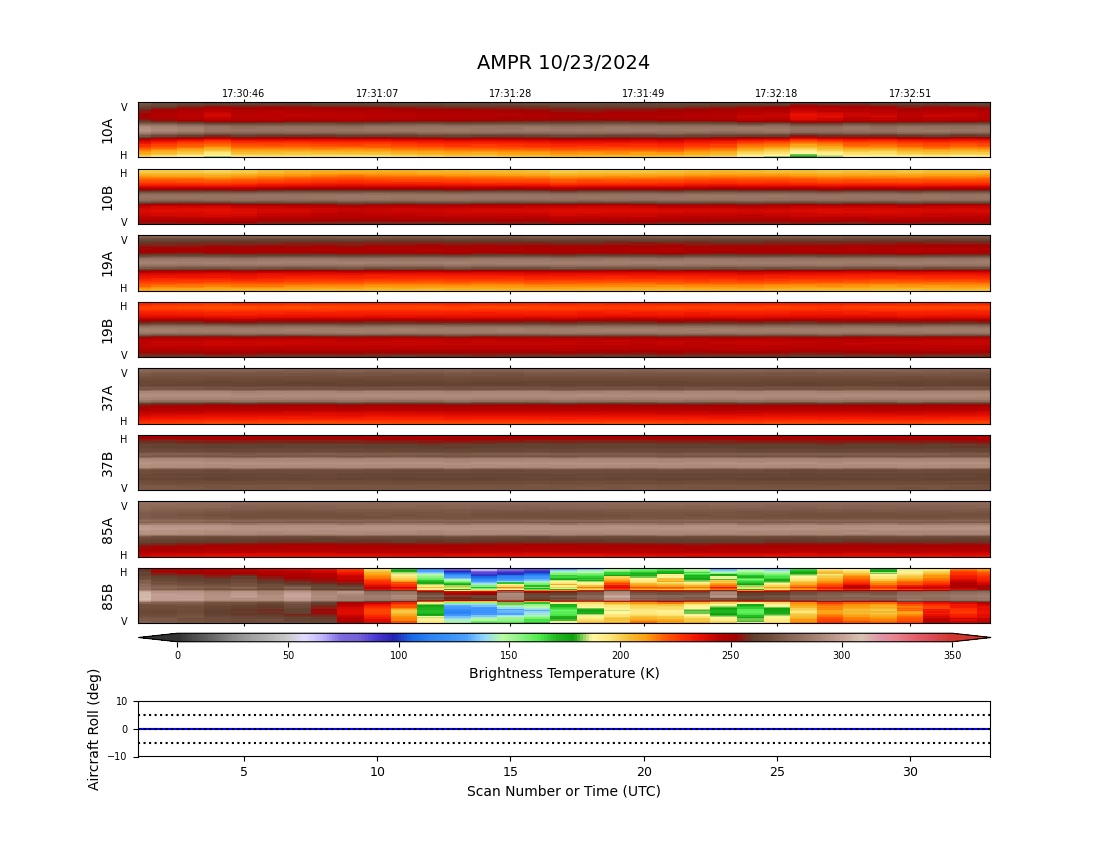 AMPR 10/23/2024
17:30:46 17:31:07 17:31:28 17:31:49 17:32:18 17:32:51
V
10A
H
H
10B
V
V
19A
H
H
19B
V
V
37A
H
H
37B
V
V
85A
H
H
85B
V
0 50 100 150 200 250 300 350
Brightness Temperature (K)
Aircraft Roll (deg)
10
0
−10
5 10 15 20 25 30
Scan Number or Time (UTC)